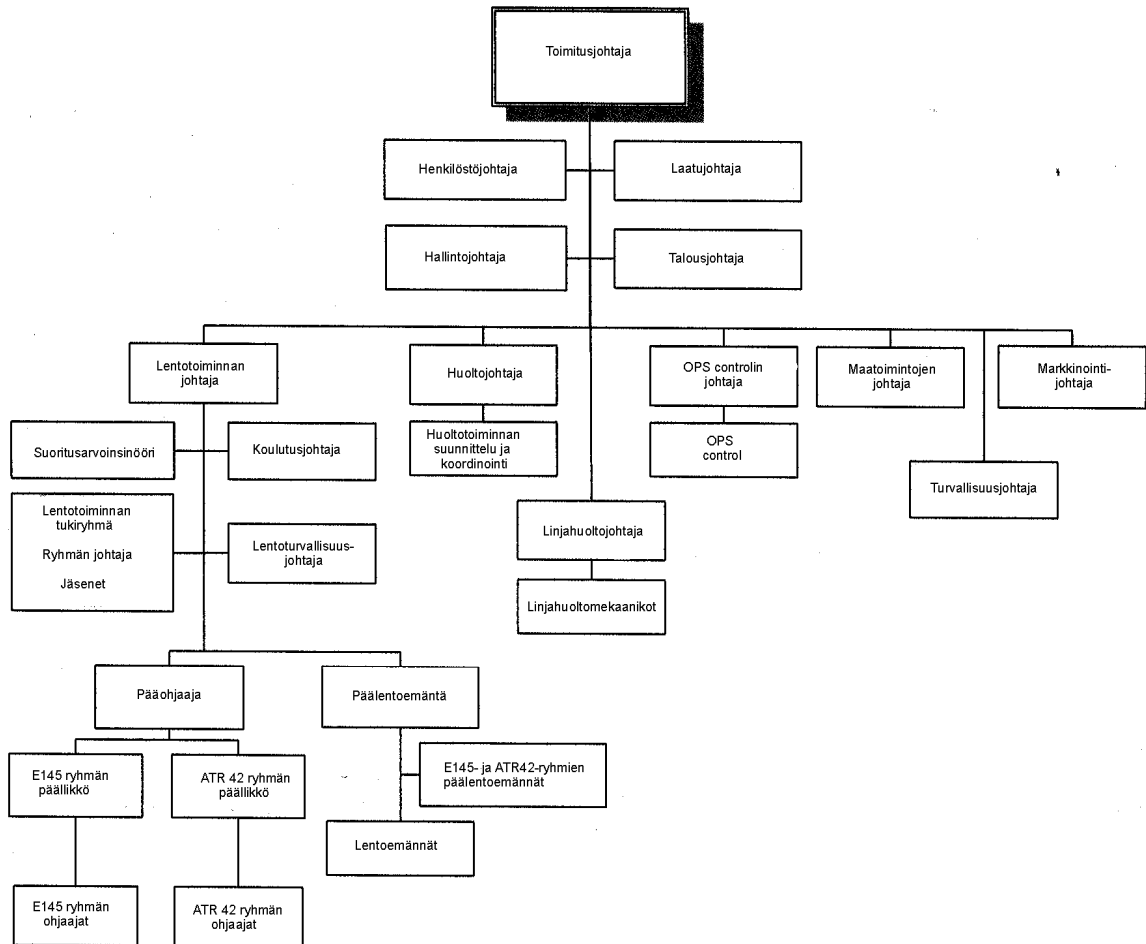 Toimitusjohtaja
Henkilöstöjohtaja
Laatujohtaja
Hallintojohtaja
Talousjohtaja
Lentotoiminnan
johtaja
Huoltojohtaja
OPS controlin
johtaja
Maatoimintojen
johtaja
Markkinointi-
johtaja
Suoritusarvoinsinööri
Koulutusjohtaja
Huoltotoiminnan
suunnittelu ja
koordinointi
OPS
control
Turvallisuusjohtaja
Lentotoiminnan
tukiryhmä
Ryhmän johtaja
Jäsenet
Lentoturvallisuus-
johtaja
Linjahuoltojohtaja
Linjahuoltomekaanikot
Pääohjaaja
Päälentoemäntä
E145 ryhmän
päällikkö
ATR 42 ryhmän
päällikkö
E145- ja ATR42-ryhmien
päälentoemännät
Lentoemännät
E145 ryhmän
ohjaajat
ATR 42 ryhmän
ohjaajat